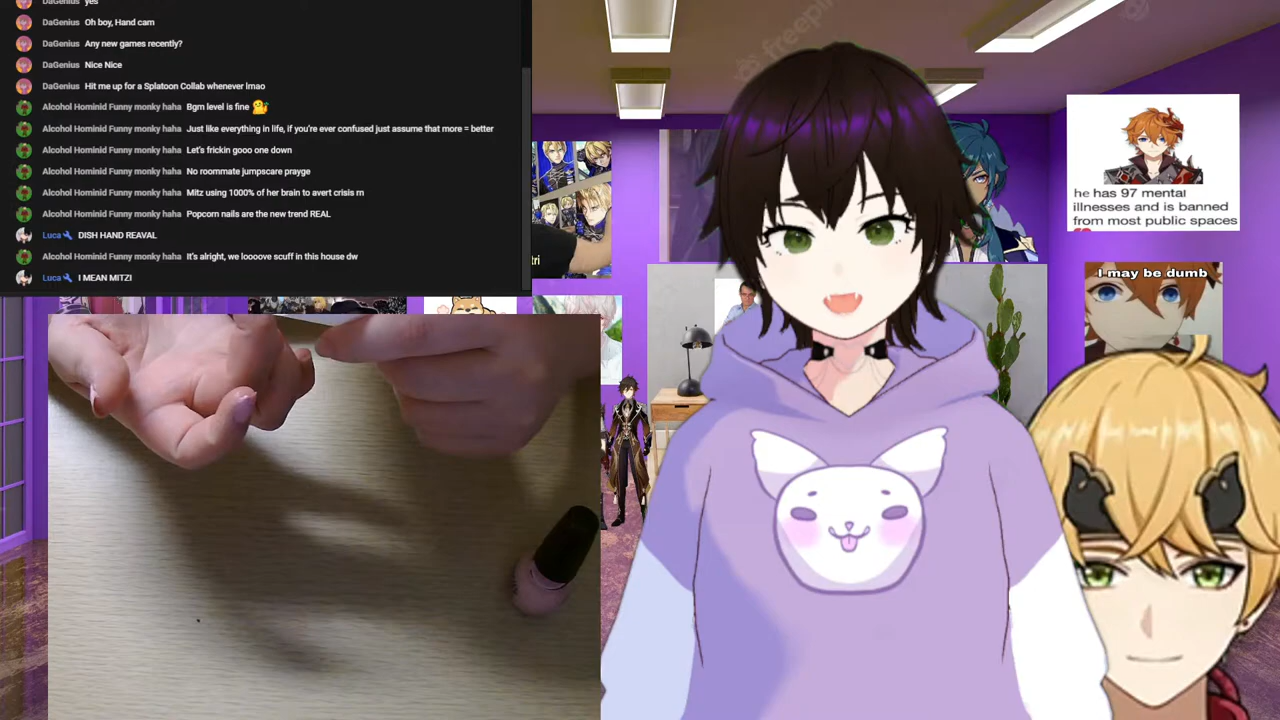 DaGenius yes
DaGenius Oh boy, Hand cam
DaGenius Any new games recently?
DaGenius Nice Nice
DaGenius Hit me up for a Splatoon Collab whenever lmao
Alcohol Hominid Funny monky haha Bgm level is fine
Alcohol Hominid Funny monky haha Just like everything in life, if you're ever confused just assume that more = better
Alcohol Hominid Funny monky haha Let's frickin gooo one down
Alcohol Hominid Funny monky haha No roommate jumpscare prayge
Alcohol Hominid Funny monky haha Mitz using 1000% of her brain to avert crisis rn
Alcohol Hominid Funny monky haha Popcorn nails are the new trend REAL
Luca DISH HAND REAVAL
Alcohol Hominid Funny monky haha It's alright, we loooove scuff in this house dw
Luca I MEAN MITZI
freepik
he has 97 mental
illnesses and is banned
from most public spaces
I may be dumb
tri